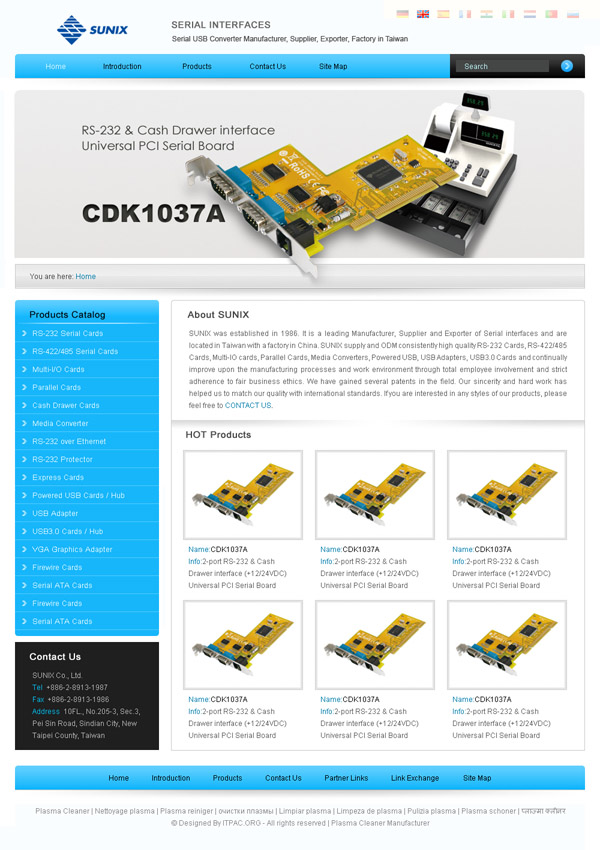 SUNIX
SERIAL INTERFACES
Serial USB Converter Manufacturer, Supplier, Exporter, Factory in Taiwan
Home Introduction Products Contact Us Site Map Search
RS-232 & Cash Drawer interface
Universal PCI Serial Board
CDK1037A
RoHS
You are here: Home
Products Catalog
RS-232 Serial Cards
RS-422/485 Serial Cards
Multi-I/O Cards
Parallel Cards
Cash Drawer Cards
Media Converter
RS-232 over Ethernet
RS-232 Protector
Express Cards
Powered USB Cards / Hub
USB Adapter
USB3.0 Cards / Hub
VGA Graphics Adapter
Firewire Cards
Serial ATA Cards
Firewire Cards
Serial ATA Cards
Contact Us
SUNIX Co., Ltd.
Tel +886-2-8913-1987
Fax +886-2-8913-1986
Address 10FL., No.205-3, Sec.3,
Pei Sin Road, Sindian City, New
Taipei County, Taiwan
About SUNIX
SUNIX was established in 1986. It is a leading Manufacturer, Supplier and Exporter of Serial interfaces and are
located in Taiwan with a factory in China. SUNIX supply and ODM consistently high quality RS-232 Cards, RS-422/485
Cards, Multi-IO cards, Parallel Cards, Media Converters, Powered USB, USB Adapters, USB3.0 Cards and continually
improve upon the manufacturing processes and work environment through total employee involvement and strict
adherence to fair business ethics. We have gained several patents in the field. Our sincerity and hard work has
helped us to match our quality with international standards. If you are interested in any styles of our products, please
feel free to CONTACT US.
HOT Products
Name:CDK1037A Name:CDK1037A Name:CDK1037A
Info:2-port RS-232 & Cash Info:2-port RS-232 & Cash Info:2-port RS-232 & Cash
Drawer interface (+12/24VDC) Drawer interface (+12/24VDC) Drawer interface (+12/24VDC)
Universal PCI Serial Board Universal PCI Serial Board Universal PCI Serial Board
Name:CDK1037A Name:CDK1037A Name:CDK1037A
Info:2-port RS-232 & Cash Info:2-port RS-232 & Cash Info:2-port RS-232 & Cash
Drawer interface (+12/24VDC) Drawer interface (+12/24VDC) Drawer interface (+12/24VDC)
Universal PCI Serial Board Universal PCI Serial Board Universal PCI Serial Board
Home Introduction Products Contact Us Partner Links Link Exchange Site Map
Plasma Cleaner | Nettoyage plasma | Plasma reiniger | очистки плазмы | Limpiar plasma | Limpeza de plasma | Pulizia plasma | Plasma schoner | प्लाज्मा क्लीनर
© Designed By ITPAC.ORG - All rights reserved | Plasma Cleaner Manufacturer